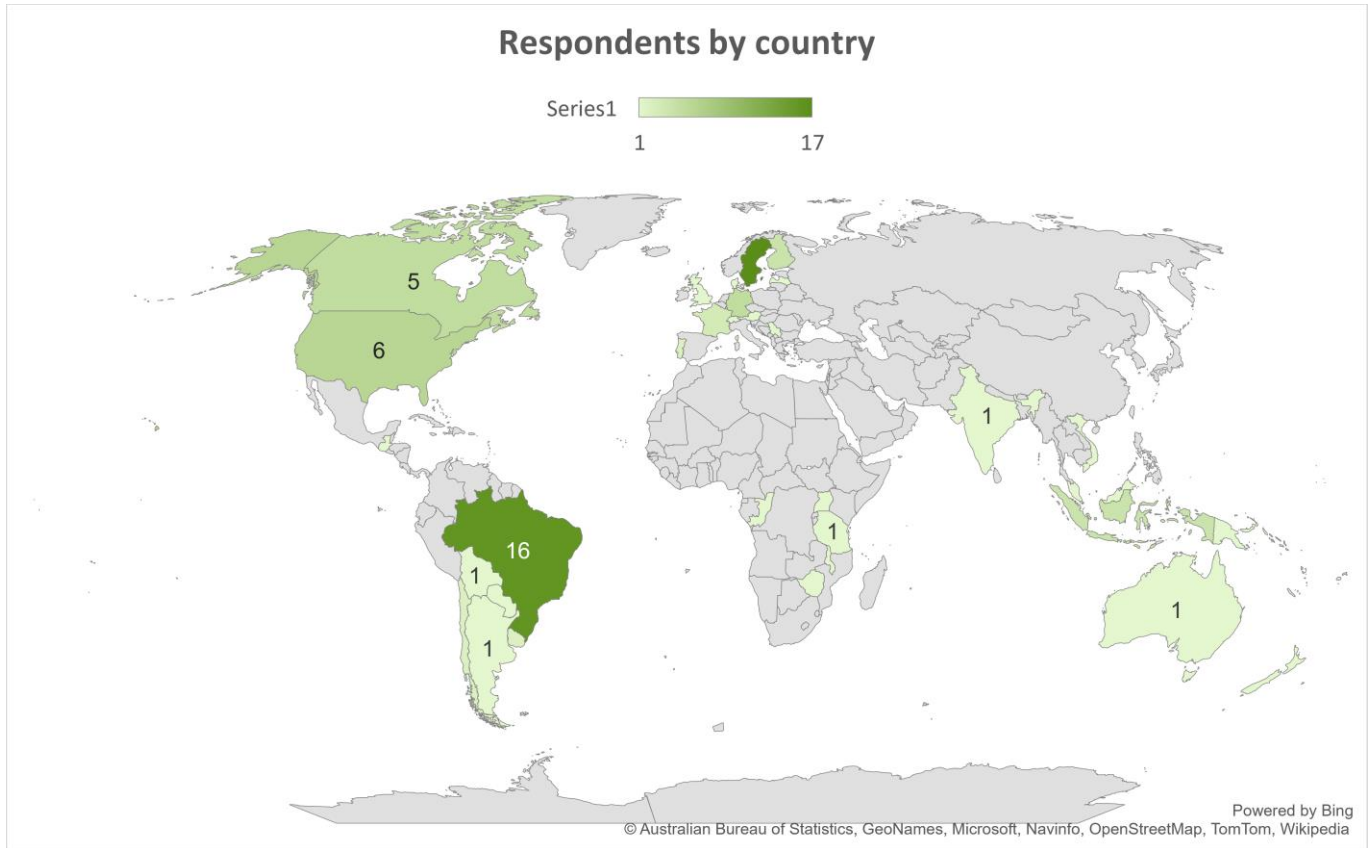 Respondents by country
Series1
1 17
5
6
16
1
1
1
1
1
Powered by Bing
© Australian Bureau of Statistics, GeoNames, Microsoft, Navinfo, OpenStreetMap, TomTom, Wikipedia